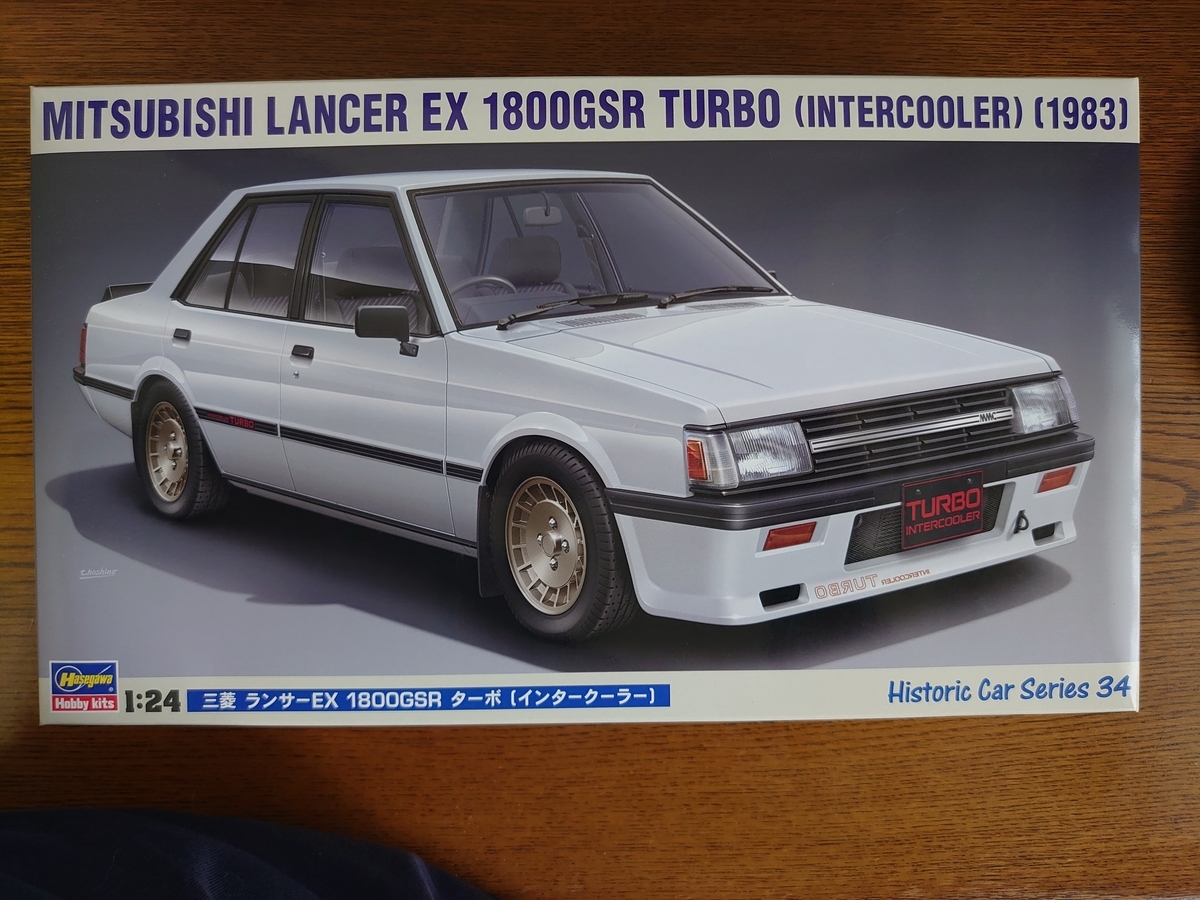 MITSUBISHI LANCER EX 1800GSR TURBO (INTERCOOLER) (1983)
TURBO
MMC
TURBO
INTERCOOLER
INTERCOOLER TURBO
Hasegawa
Hobby kits
1:24
三菱 ランサーEX 1800GSR ターボ (インタークーラー)
Historic Car Series 34